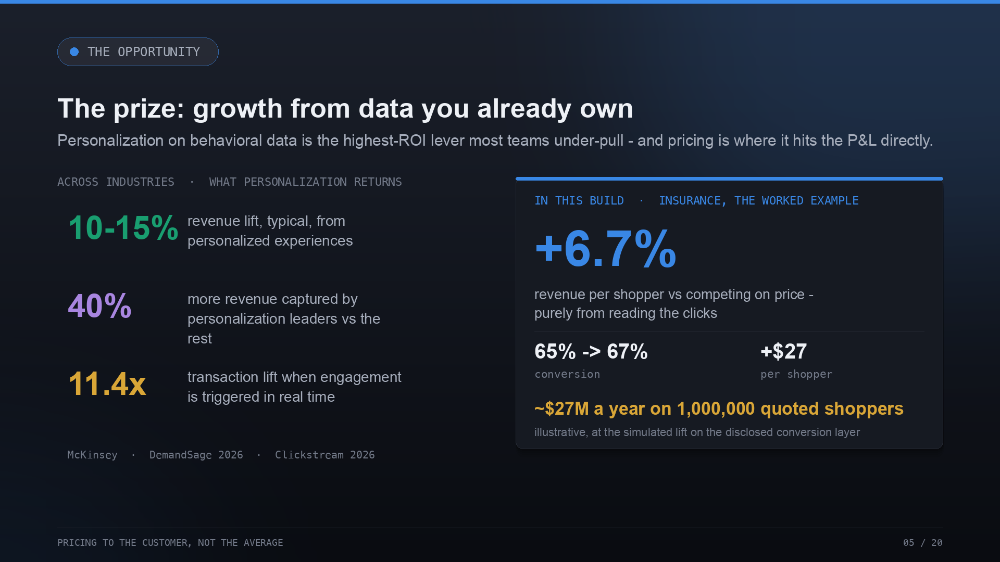 THE OPPORTUNITY
The prize: growth from data you already own
Personalization on behavioral data is the highest-ROI lever most teams under-pull - and pricing is where it hits the P&L directly.
ACROSS INDUSTRIES · WHAT PERSONALIZATION RETURNS
10-15%
revenue lift, typical, from
personalized experiences
40%
more revenue captured by
personalization leaders vs the
rest
11.4x
transaction lift when engagement
is triggered in real time
McKinsey · DemandSage 2026 · Clickstream 2026
IN THIS BUILD · INSURANCE, THE WORKED EXAMPLE
+6.7%
revenue per shopper vs competing on price -
purely from reading the clicks
65% -> 67%
conversion
+$27
per shopper
~$27M a year on 1,000,000 quoted shoppers
illustrative, at the simulated lift on the disclosed conversion layer
PRICING TO THE CUSTOMER, NOT THE AVERAGE
05 / 20